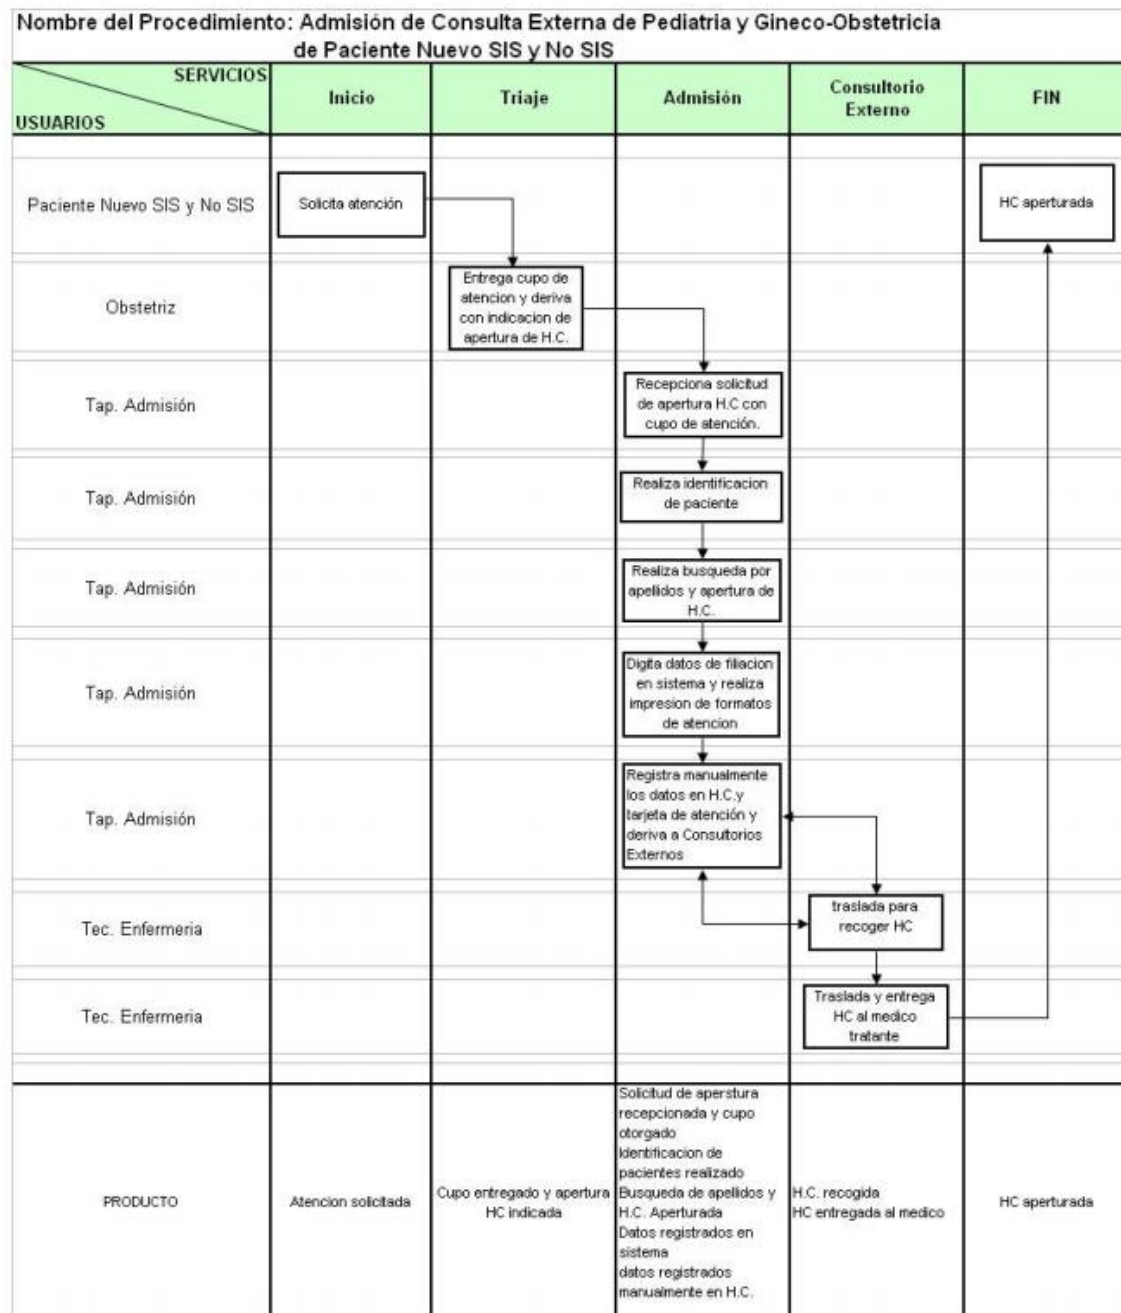 Nombre del Procedimiento: Admisión de Consulta Externa de Pediatria y Gineco-Obstetricia
de Paciente Nuevo SIS y No SIS
SERVICIOS
USUARIOS
Inicio
Triaje
Admisión
Consultorio
Externo
FIN
Paciente Nuevo SIS y No SIS
Solicita atención
HC aperturada
Obstetriz
Entrega cupo de
atencion y deriva
con indicacion de
apertura de H.C.
Tap. Admisión
Recepciona solicitud
de apertura H.C con
cupo de atención.
Tap. Admisión
Realiza identificacion
de paciente
Tap. Admisión
Realiza busqueda por
apellidos y apertura de
H.C.
Tap. Admisión
Digita datos de filiacion
en sistema y realiza
impresion de formatos
de atencion
Tap. Admisión
Registra manualmente
los datos en H.C.y
tarjeta de atención y
deriva a Consultorios
Externos
Tec. Enfermeria
traslada para
recoger HC
Tec. Enfermeria
Traslada y entrega
HC al medico
tratante
PRODUCTO
Atencion solicitada
Cupo entregado y apertura
HC indicada
Solicitud de aperstura
recepcionada y cupo
otorgado
Identificacion de
pacientes realizado
Busqueda de apellidos y
H.C. Aperturada
Datos registrados en
sistema
datos registrados
manualmente en H.C.
H.C. recogida
HC entregada al medico
HC aperturada